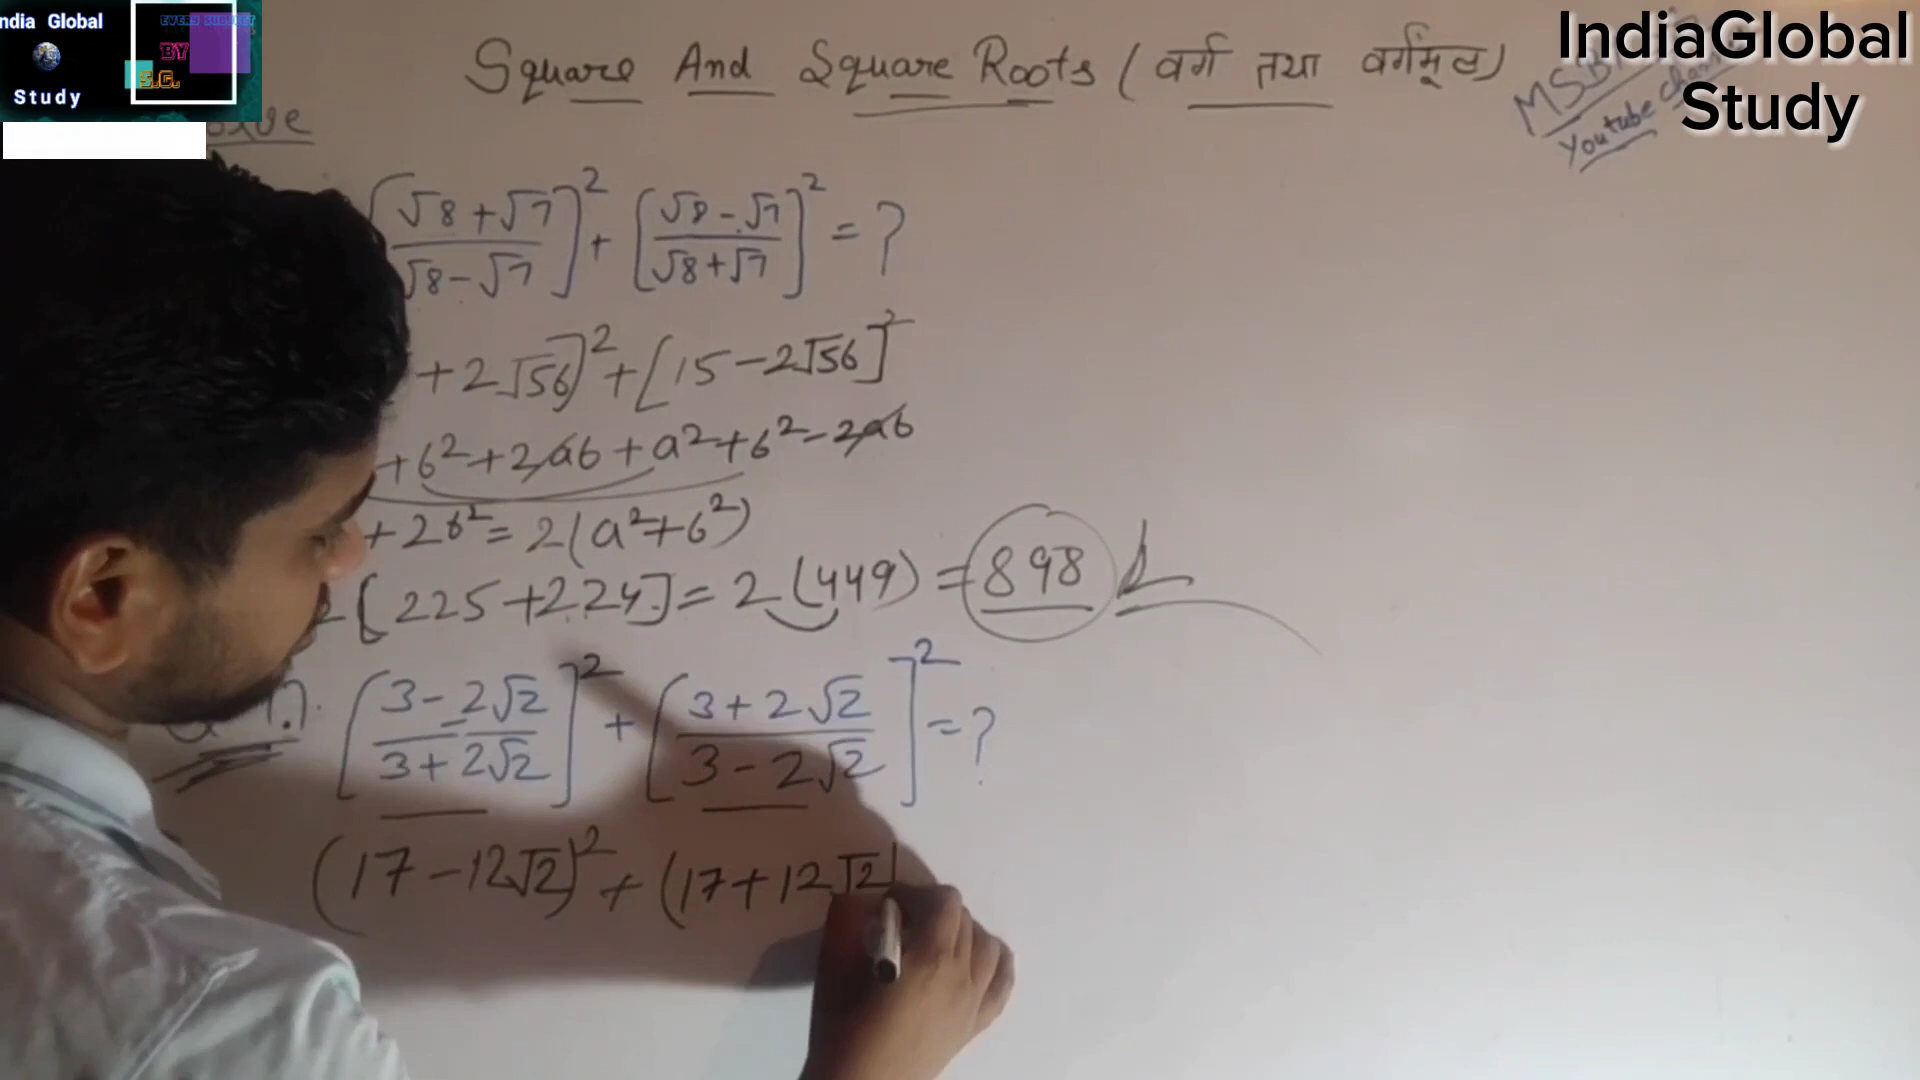 India Global
Study
EVERY SUBJECT
BY
S.G.
IndiaGlobal
Study
Square And Square Roots (वर्ग तथा वर्गमूल)
Youtube
[√8+√7/√8-√7]² + [√8-√7/√8+√7]² = ?
+2√56]² + [15-2√56]²
+b²+2ab+a²+b²-2ab
+2b² = 2(a²+b²)
2[225+224] = 2(449) = 898
[3-2√2/3+2√2]² + [3+2√2/3-2√2]² = ?
(17-12√2)² + (17+12√2)